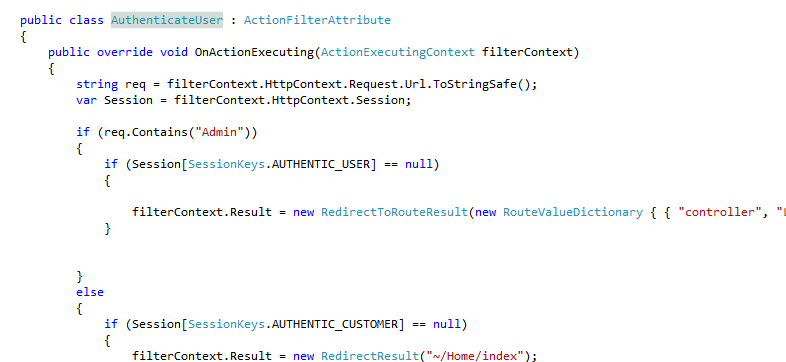 public class AuthenticateUser : ActionFilterAttribute
{
public override void OnActionExecuting(ActionExecutingContext filterContext)
{
string req = filterContext.HttpContext.Request.Url.ToStringSafe();
var Session = filterContext.HttpContext.Session;
if (req.Contains("Admin"))
{
if (Session[SessionKeys.AUTHENTIC_USER] == null)
{
filterContext.Result = new RedirectToRouteResult(new RouteValueDictionary { { "controller", "
}
}
else
{
if (Session[SessionKeys.AUTHENTIC_CUSTOMER] == null)
{
filterContext.Result = new RedirectResult("~/Home/index");